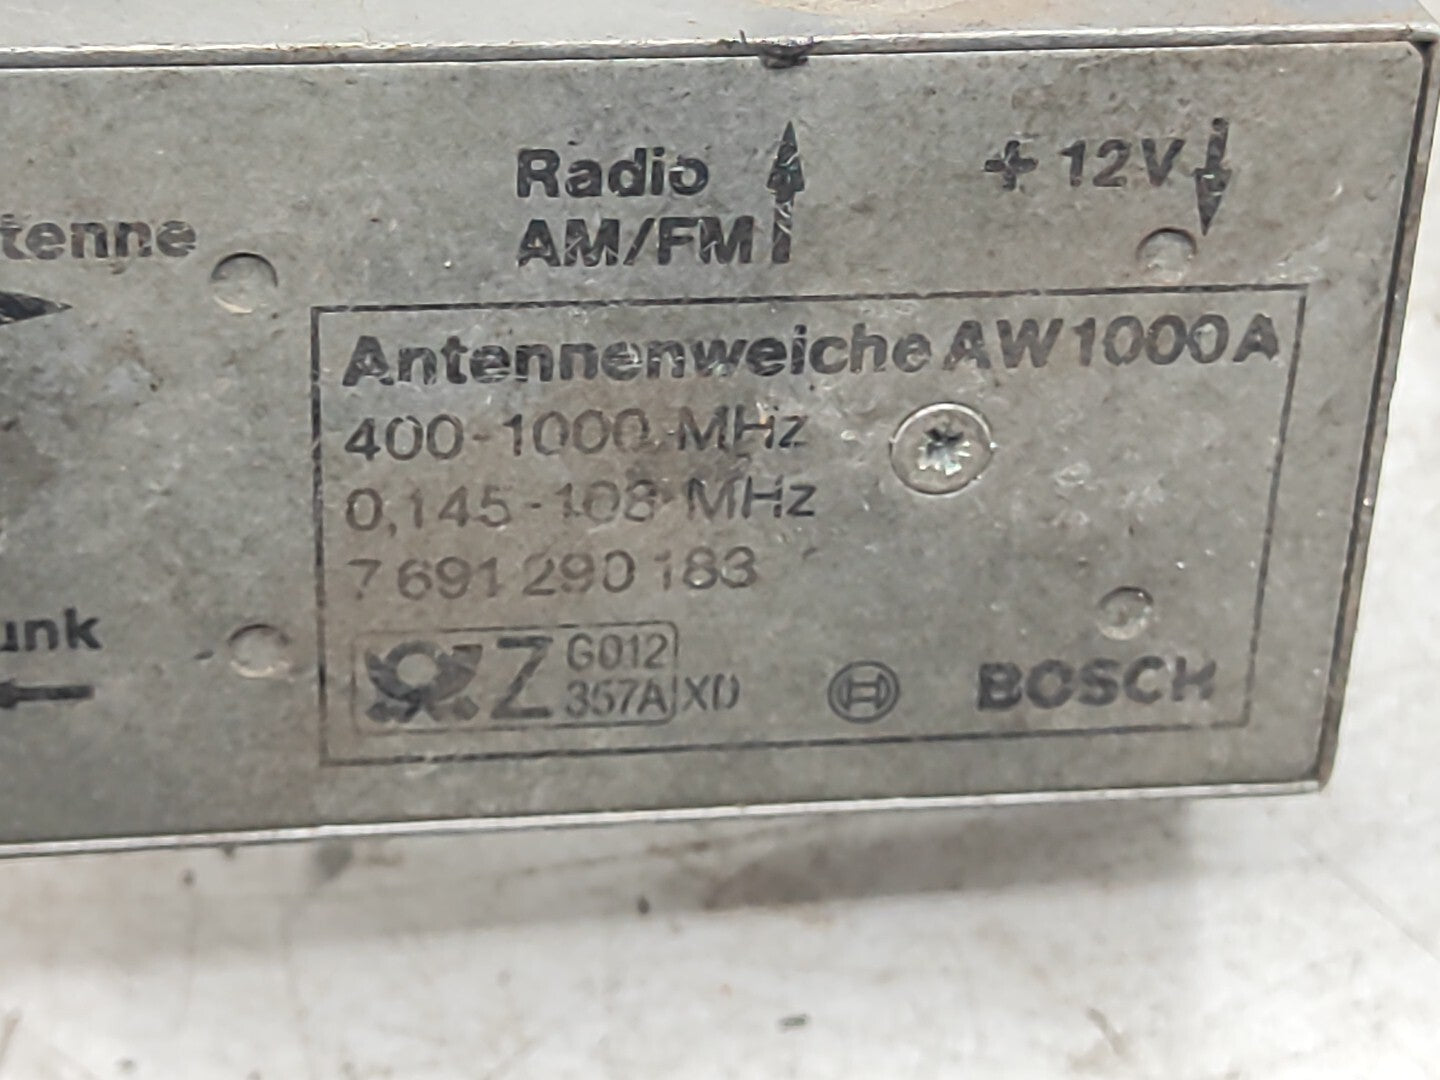 Radio
AM/FM
+ 12V
tenne
Antennenweiche AW1000A
400-1000 MHz
0,145-108 MHz
7 691 290 183
unk
Z G012
357A XD
BOSCH